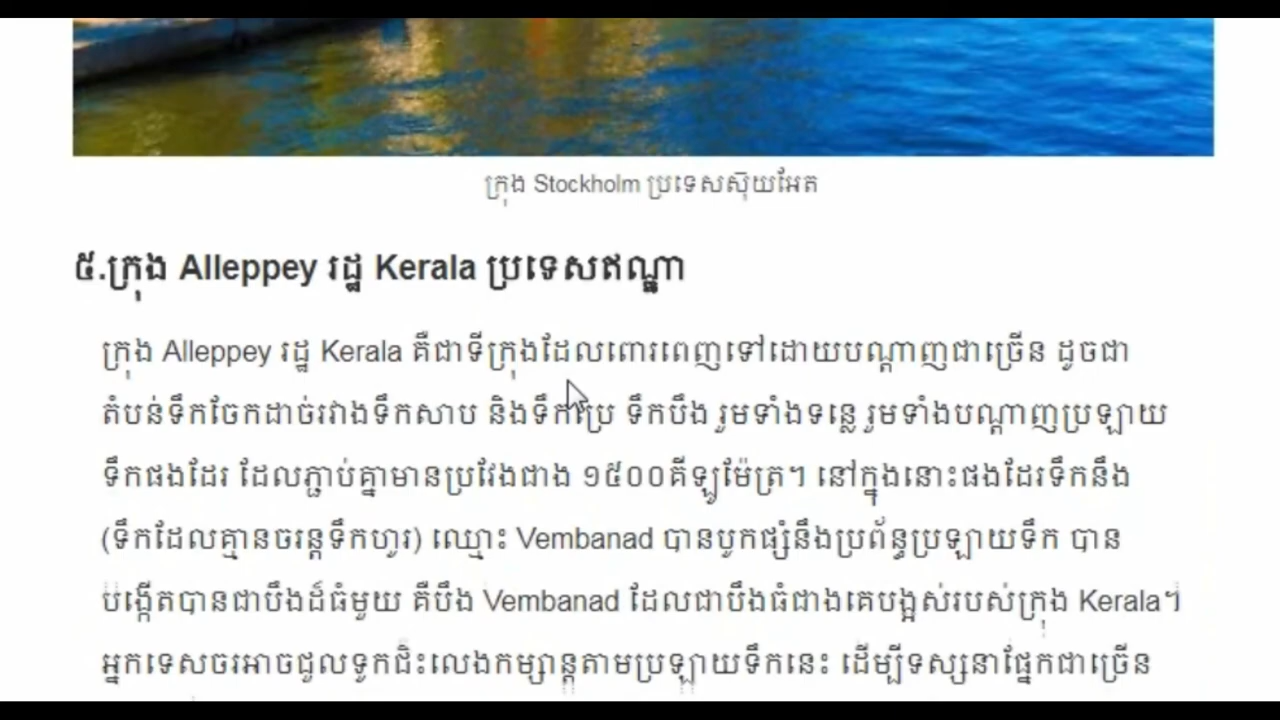 ក្រុង Stockholm ប្រទេសស៊ុយអែត
៥.ក្រុង Alleppey រដ្ឋ Kerala ប្រទេសឥណ្ឌា
ក្រុង Alleppey រដ្ឋ Kerala គឺជាទីក្រុងដែលពោរពេញទៅដោយបណ្តាញជាច្រើន ដូចជា
តំបន់ទឹកចែកដាច់រវាងទឹកសាប និងទឹកប្រៃ ទឹកបឹង រួមទាំងទន្លេ រួមទាំងបណ្តាញប្រឡាយ
ទឹកផងដែរ ដែលភ្ជាប់គ្នាមានប្រវែងជាង ១៥០០គីឡូម៉ែត្រ។ នៅក្នុងនោះផងដែរទឹកនឹង
(ទឹកដែលគ្មានចរន្តទឹកហូរ) ឈ្មោះ Vembanad បានបូកផ្សំនឹងប្រព័ន្ធប្រឡាយទឹក បាន
បង្កើតបានជាបឹងដ៏ធំមួយ គឺបឹង Vembanad ដែលជាបឹងធំជាងគេបង្អស់របស់ក្រុង Kerala។
អ្នកទេសចរអាចជួលទូកជិះលេងកម្សាន្តតាមប្រឡាយទឹកនេះ ដើម្បីទស្សនាផ្នែកជាច្រើន